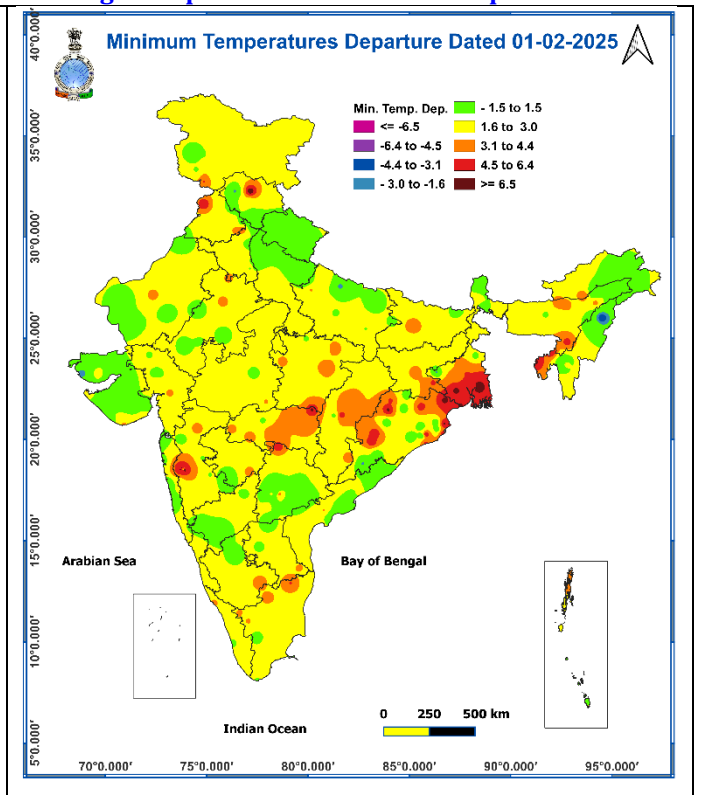 Minimum Temperatures Departure Dated 01-02-2025
Min. Temp. Dep.
<= -6.5
-6.4 to -4.5
-4.4 to -3.1
- 3.0 to -1.6
- 1.5 to 1.5
1.6 to 3.0
3.1 to 4.4
4.5 to 6.4
>= 6.5
40°0.000'
35°0.000'
30°0.000'
25°0.000'
20°0.000'
15°0.000'
10°0.000'
5°0.000'
Arabian Sea
Bay of Bengal
Indian Ocean
0 250 500 km
70°0.000' 75°0.000' 80°0.000' 85°0.000' 90°0.000' 95°0.000'